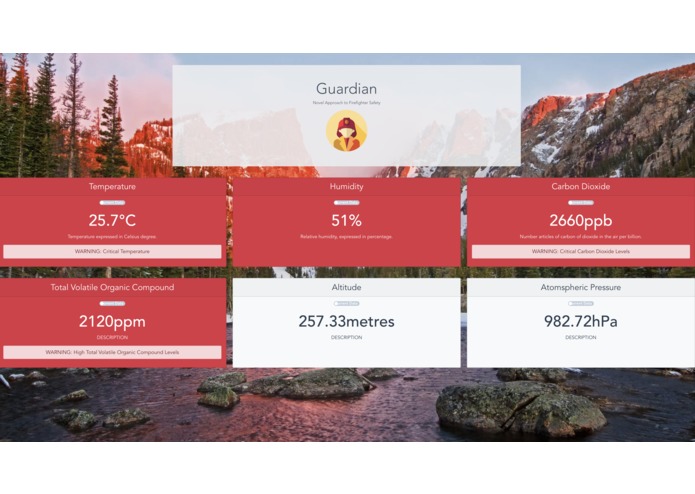 Guardian
Novel Approach to Firefighter Safety
Temperature
25.7°C
Temperature expressed in Celsius degree.
WARNING: Critical Temperature
Humidity
51%
Relative humidity, expressed in percentage.
Carbon Dioxide
2660ppb
Number articles of carbon of dioxide in the air per billion.
WARNING: Critical Carbon Dioxide Levels
Total Volatile Organic Compound
2120ppm
DESCRIPTION
WARNING: High Total Volatile Organic Compound Levels
Altitude
257.33metres
DESCRIPTION
Atomspheric Pressure
982.72hPa
DESCRIPTION